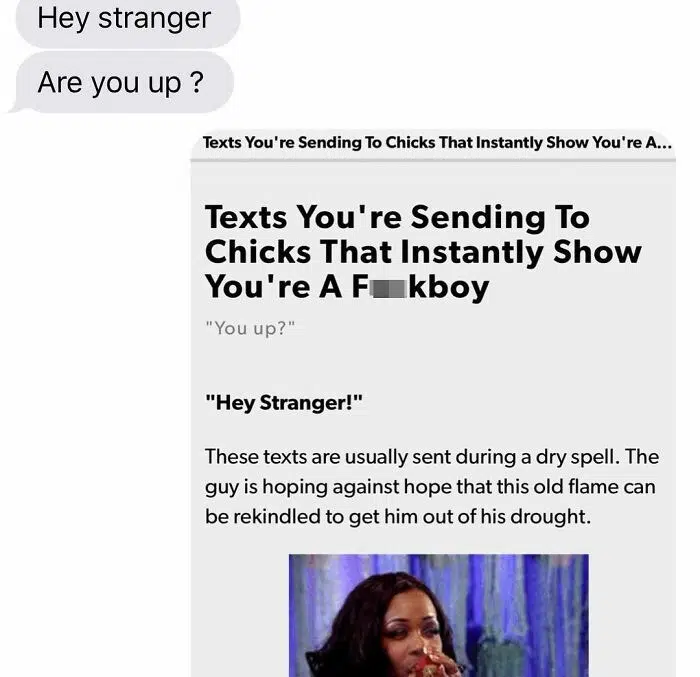 Hey stranger
Are you up ?
Texts You're Sending To Chicks That Instantly Show You're A...
Texts You're Sending To
Chicks That Instantly Show
You're A F kboy
"You up?"
"Hey Stranger!"
These texts are usually sent during a dry spell. The
guy is hoping against hope that this old flame can
be rekindled to get him out of his drought.